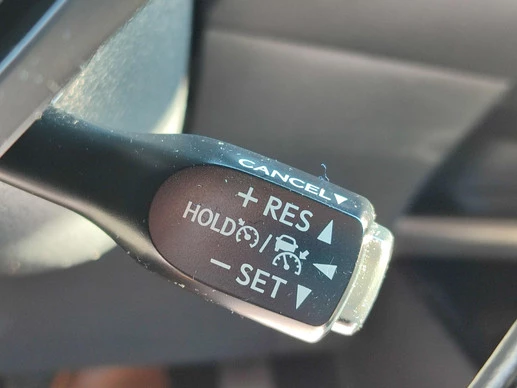 CANCEL▼
+ RES ▲
HOLD /
− SET ▼